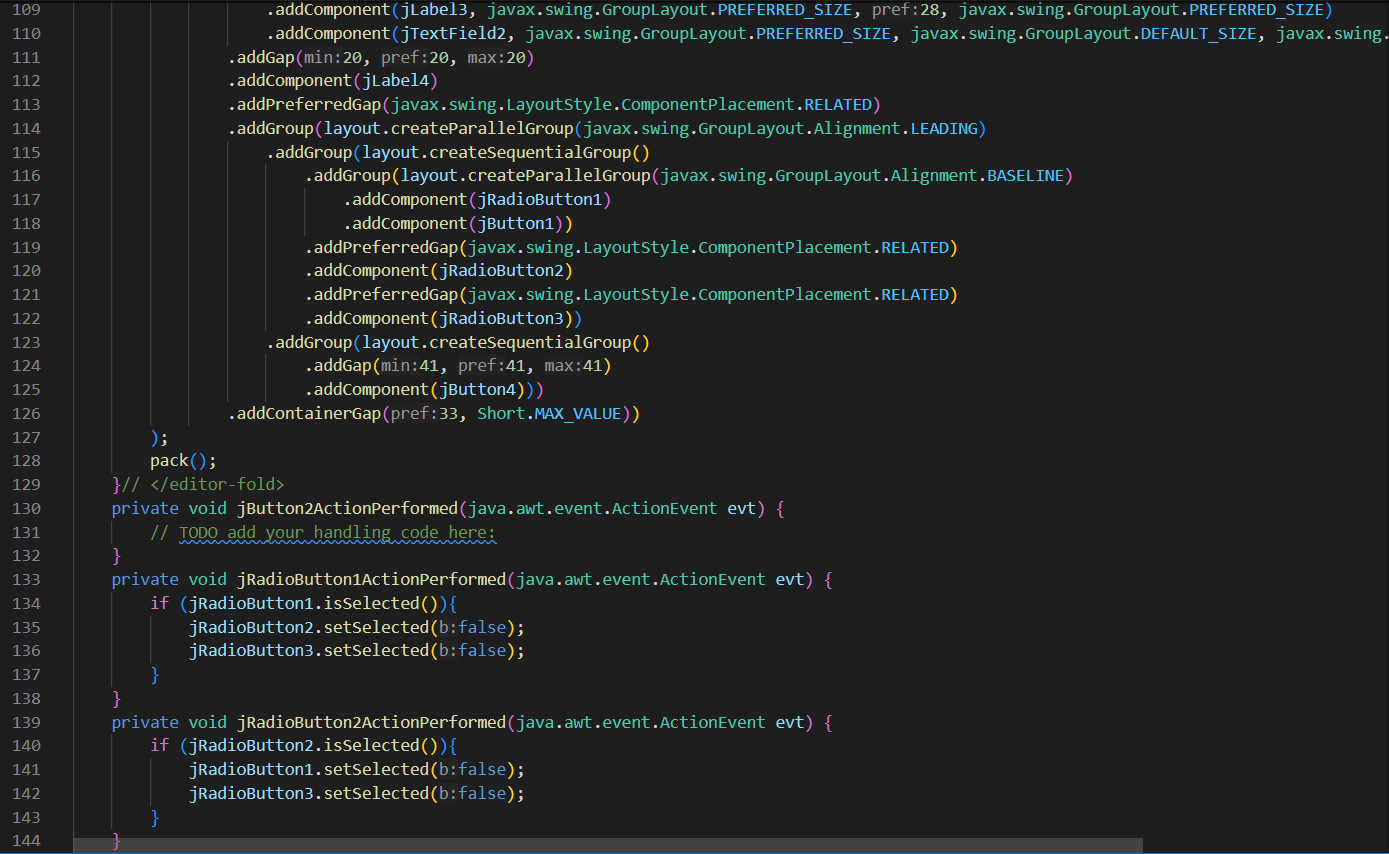 109 .addComponent(jLabel3, javax.swing.GroupLayout.PREFERRED_SIZE, pref:28, javax.swing.GroupLayout.PREFERRED_SIZE)
110 .addComponent(jTextField2, javax.swing.GroupLayout.PREFERRED_SIZE, javax.swing.GroupLayout.DEFAULT_SIZE, javax.swing.
111 .addGap(min:20, pref:20, max:20)
112 .addComponent(jLabel4)
113 .addPreferredGap(javax.swing.LayoutStyle.ComponentPlacement.RELATED)
114 .addGroup(layout.createParallelGroup(javax.swing.GroupLayout.Alignment.LEADING)
115 .addGroup(layout.createSequentialGroup()
116 .addGroup(layout.createParallelGroup(javax.swing.GroupLayout.Alignment.BASELINE)
117 .addComponent(jRadioButton1)
118 .addComponent(jButton1))
119 .addPreferredGap(javax.swing.LayoutStyle.ComponentPlacement.RELATED)
120 .addComponent(jRadioButton2)
121 .addPreferredGap(javax.swing.LayoutStyle.ComponentPlacement.RELATED)
122 .addComponent(jRadioButton3))
123 .addGroup(layout.createSequentialGroup()
124 .addGap(min:41, pref:41, max:41)
125 .addComponent(jButton4)))
126 .addContainerGap(pref:33, Short.MAX_VALUE))
127 );
128 pack();
129 }// </editor-fold>
130 private void jButton2ActionPerformed(java.awt.event.ActionEvent evt) {
131 // TODO add your handling code here:
132 }
133 private void jRadioButton1ActionPerformed(java.awt.event.ActionEvent evt) {
134 if (jRadioButton1.isSelected()){
135 jRadioButton2.setSelected(b:false);
136 jRadioButton3.setSelected(b:false);
137 }
138 }
139 private void jRadioButton2ActionPerformed(java.awt.event.ActionEvent evt) {
140 if (jRadioButton2.isSelected()){
141 jRadioButton1.setSelected(b:false);
142 jRadioButton3.setSelected(b:false);
143 }
144 }